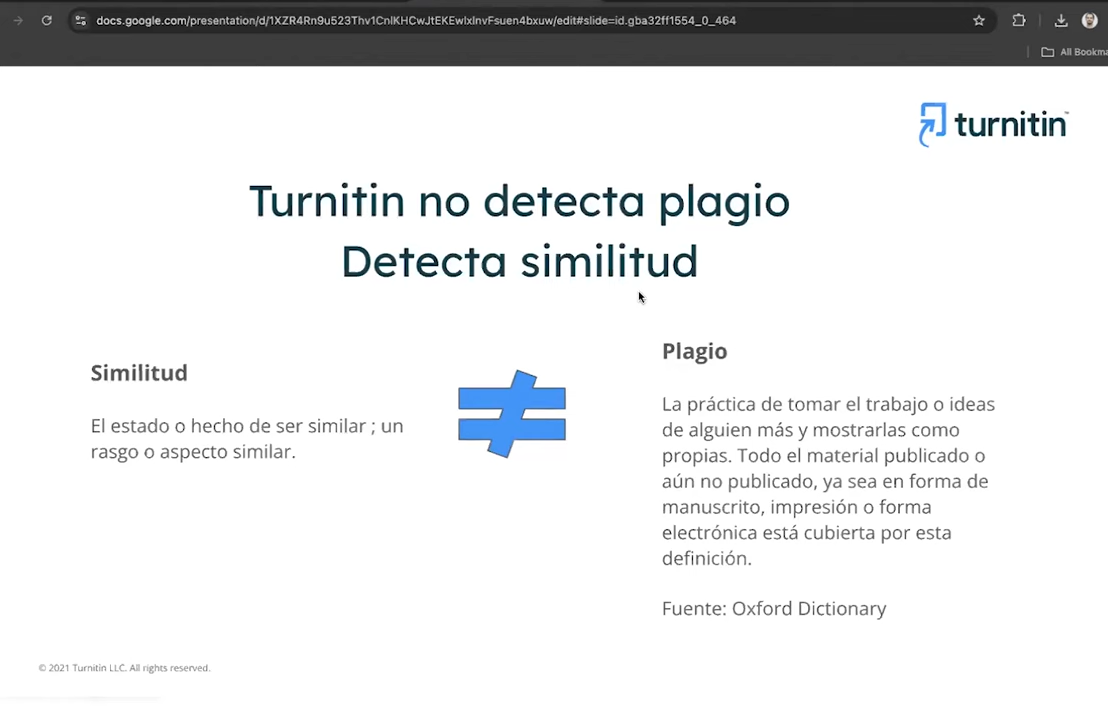 docs.google.com/presentation/d/1XZR4Rn9u523Thv1CnlKHCwJtEKEwIxlnvFsuen4bxuw/edit#slide=id.gba32ff1554_0_464
All Bookma
turnitin™
Turnitin no detecta plagio
Detecta similitud
Similitud
El estado o hecho de ser similar ; un
rasgo o aspecto similar.
Plagio
La práctica de tomar el trabajo o ideas
de alguien más y mostrarlas como
propias. Todo el material publicado o
aún no publicado, ya sea en forma de
manuscrito, impresión o forma
electrónica está cubierta por esta
definición.
Fuente: Oxford Dictionary
© 2021 Turnitin LLC. All rights reserved.